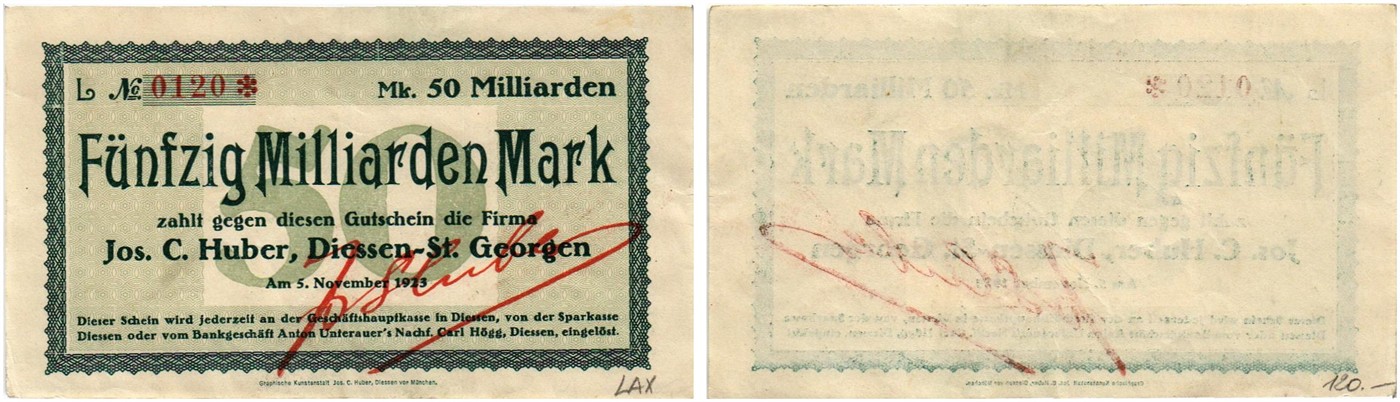 L № 0120 * Mk. 50 Milliarden
50
Fünfzig Milliarden Mark
zahlt gegen diesen Gutschein die Firma
Jos. C. Huber, Diessen-St. Georgen
Am 5. November 1923
Dieser Schein wird jederzeit an der Geschäftshauptkasse in Diessen, von der Sparkasse
Diessen oder vom Bankgeschäft Anton Unterauer's Nachf. Carl Högg, Diessen, eingelöst.
Graphische Kunstanstalt Jos. C. Huber, Diessen vor München.
LAX
120.—